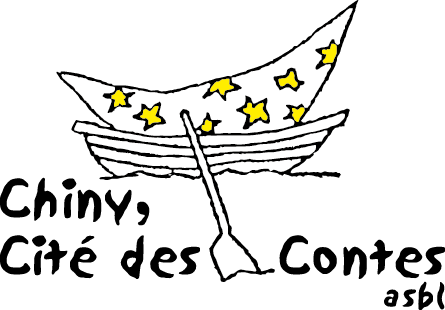 Chiny,
Cité des Contes
asbl